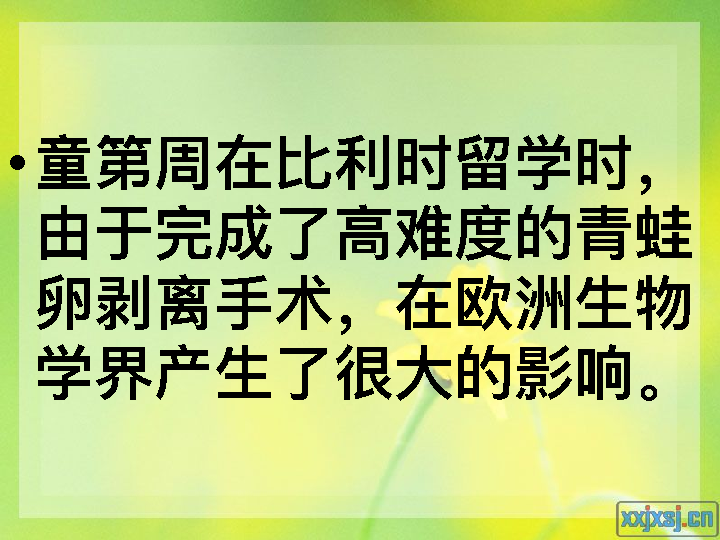 •童第周在比利时留学时，
由于完成了高难度的青蛙
卵剥离手术，在欧洲生物
学界产生了很大的影响。
xxjxsj.cn